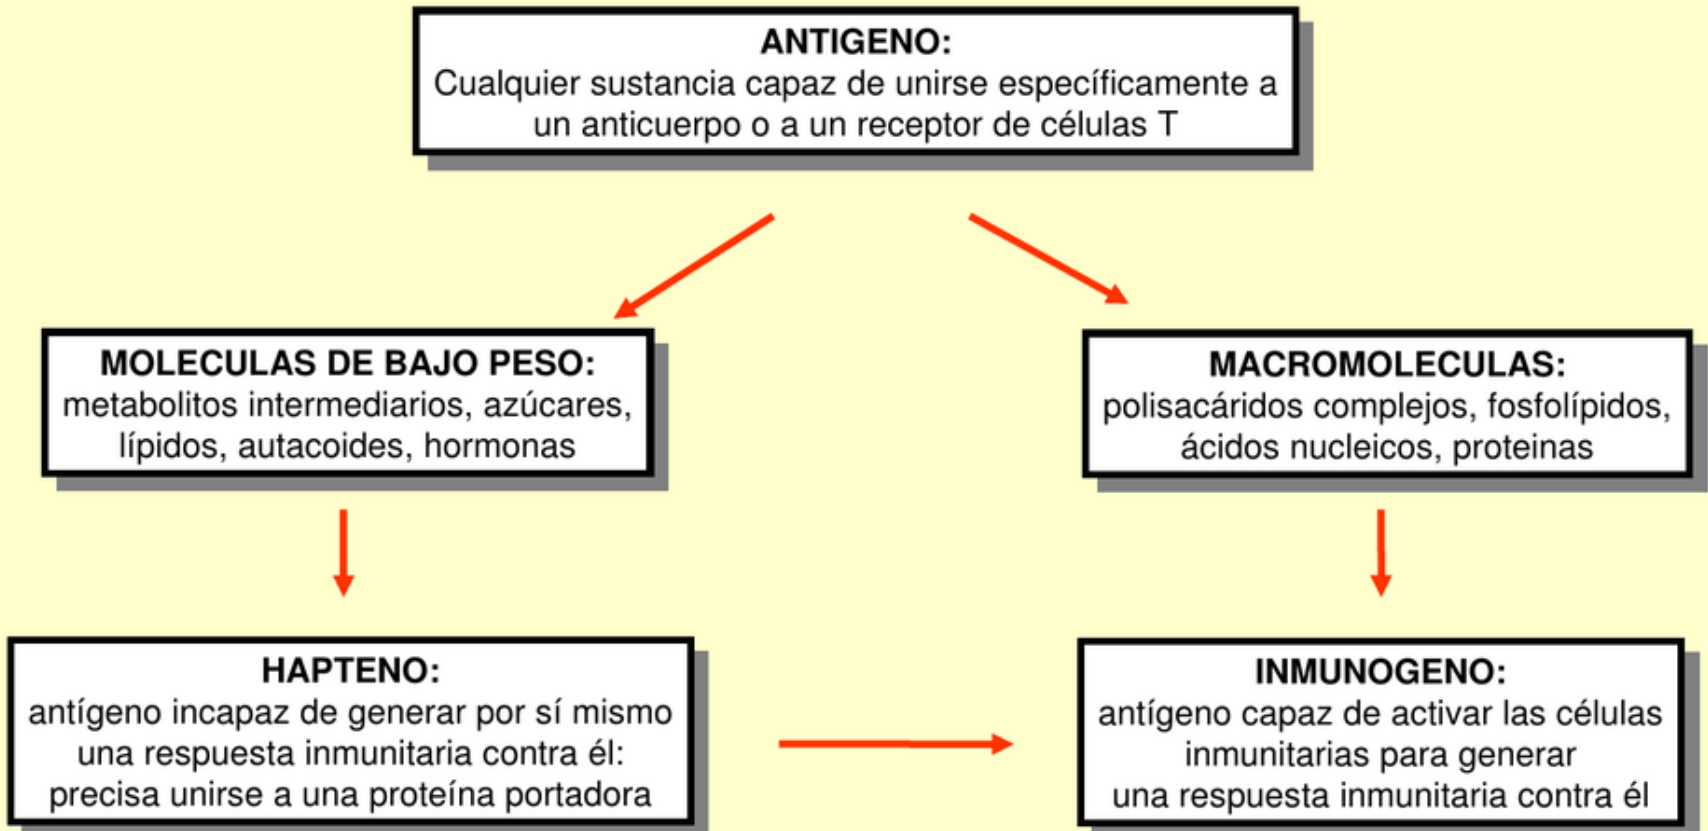 ANTIGENO:
Cualquier sustancia capaz de unirse específicamente a
un anticuerpo o a un receptor de células T
MOLECULAS DE BAJO PESO:
metabolitos intermediarios, azúcares,
lípidos, autacoides, hormonas
MACROMOLECULAS:
polisacáridos complejos, fosfolípidos,
ácidos nucleicos, proteinas
HAPTENO:
antígeno incapaz de generar por sí mismo
una respuesta inmunitaria contra él:
precisa unirse a una proteína portadora
INMUNOGENO:
antígeno capaz de activar las células
inmunitarias para generar
una respuesta inmunitaria contra él